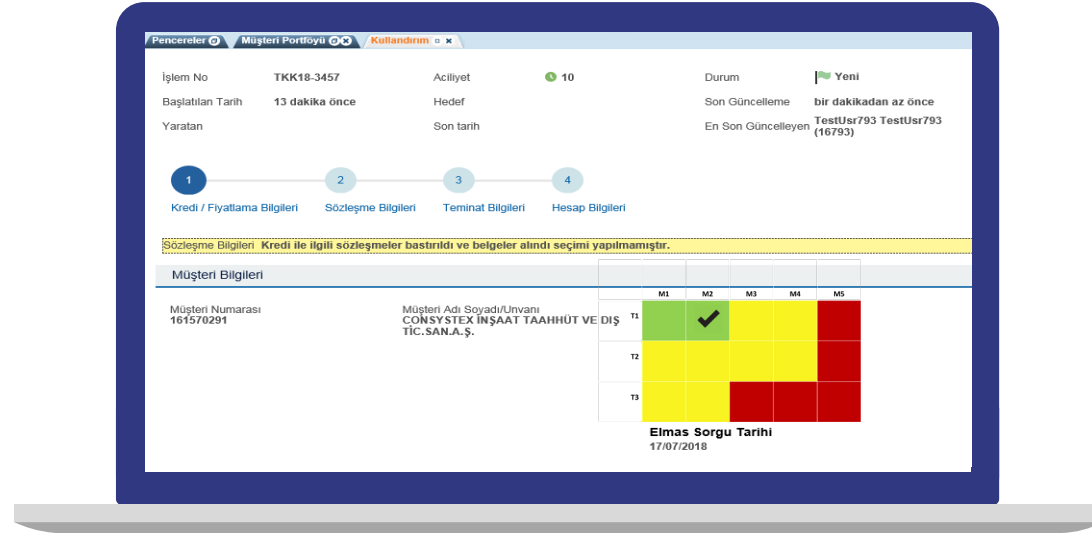 Pencereler Müşteri Portföyü Kullandırım
İşlem No TKK18-3457 Aciliyet 10 Durum Yeni
Başlatılan Tarih 13 dakika önce Hedef Son Güncelleme bir dakikadan az önce
Yaratan Son tarih En Son Güncelleyen TestUsr793 TestUsr793
(16793)
1 2 3 4
Kredi / Fiyatlama Bilgileri Sözleşme Bilgileri Teminat Bilgileri Hesap Bilgileri
Sözleşme Bilgileri Kredi ile ilgili sözleşmeler bastırıldı ve belgeler alındı seçimi yapılmamıştır.
Müşteri Bilgileri
M1 M2 M3 M4 M5
Müşteri Numarası Müşteri Adı Soyadı/Unvanı
161570291 CONSYSTEX İNŞAAT TAAHHÜT VE DIŞ T1
TİC.SAN.A.Ş.
T2
T3
Elmas Sorgu Tarihi
17/07/2018